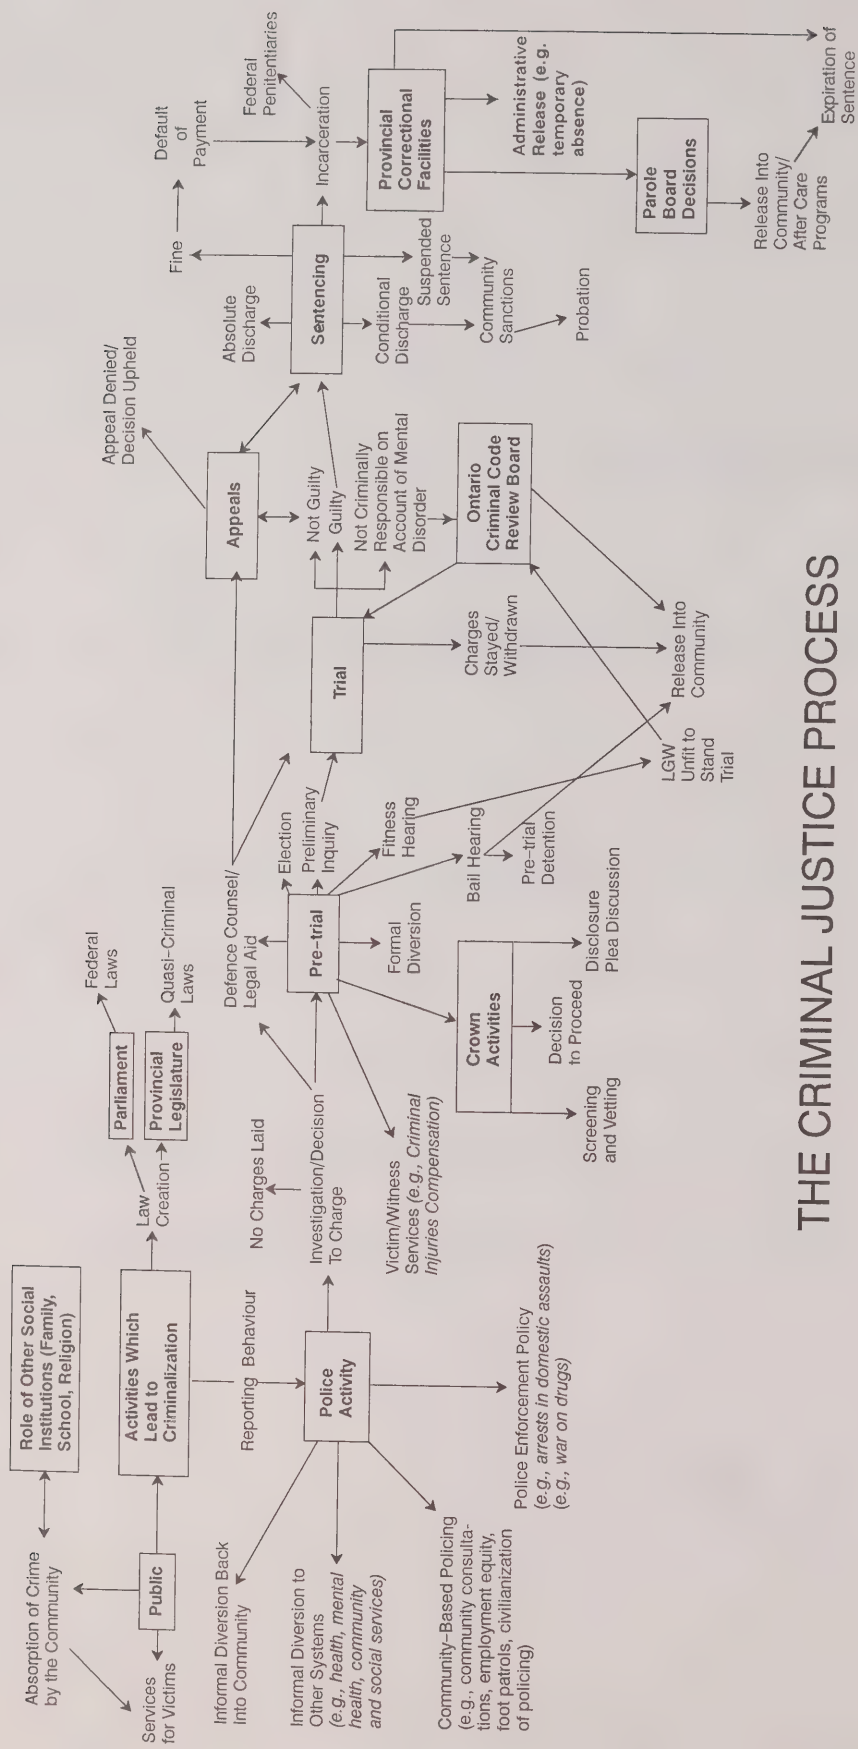 Role of Other Social
Institutions (Family,
School, Religion)
Absorption of Crime
by the Community
Public
Services
for Victims
Activities Which
Lead to
Criminalization
Law
Creation
Parliament
Federal
Laws
Provincial
Legislature
Quasi-Criminal
Laws
Reporting Behaviour
Police
Activity
Informal Diversion Back
Into Community
Informal Diversion to
Other Systems
(e.g., health, mental
health, community
and social services)
Community-Based Policing
(e.g., community consulta-
tions, employment equity,
foot patrols, civilianization
of policing)
Police Enforcement Policy
(e.g., arrests in domestic assaults)
(e.g., war on drugs)
No Charges Laid
Investigation/Decision
To Charge
Victim/Witness
Services (e.g., Criminal
Injuries Compensation)
Defence Counsel/
Legal Aid
Pre-trial
Election
Preliminary
Inquiry
Fitness
Hearing
Formal
Diversion
Bail Hearing
Pre-trial
Detention
Crown
Activities
Screening
and Vetting
Decision
to Proceed
Disclosure
Plea Discussion
LGW
Unfit to
Stand
Trial
Trial
Charges
Stayed/
Withdrawn
Release Into
Community
Appeals
Appeal Denied/
Decision Upheld
Not Guilty
Guilty
Not Criminally
Responsible on
Account of Mental
Disorder
Ontario
Criminal Code
Review Board
Sentencing
Absolute
Discharge
Fine
Default
of
Payment
Conditional
Discharge
Suspended
Sentence
Community
Sanctions
Probation
Incarceration
Federal
Penitentiaries
Provincial
Correctional
Facilities
Administrative
Release (e.g.
temporary
absence)
Parole
Board
Decisions
Release Into
Community/
After Care
Programs
Expiration of
Sentence
THE CRIMINAL JUSTICE PROCESS